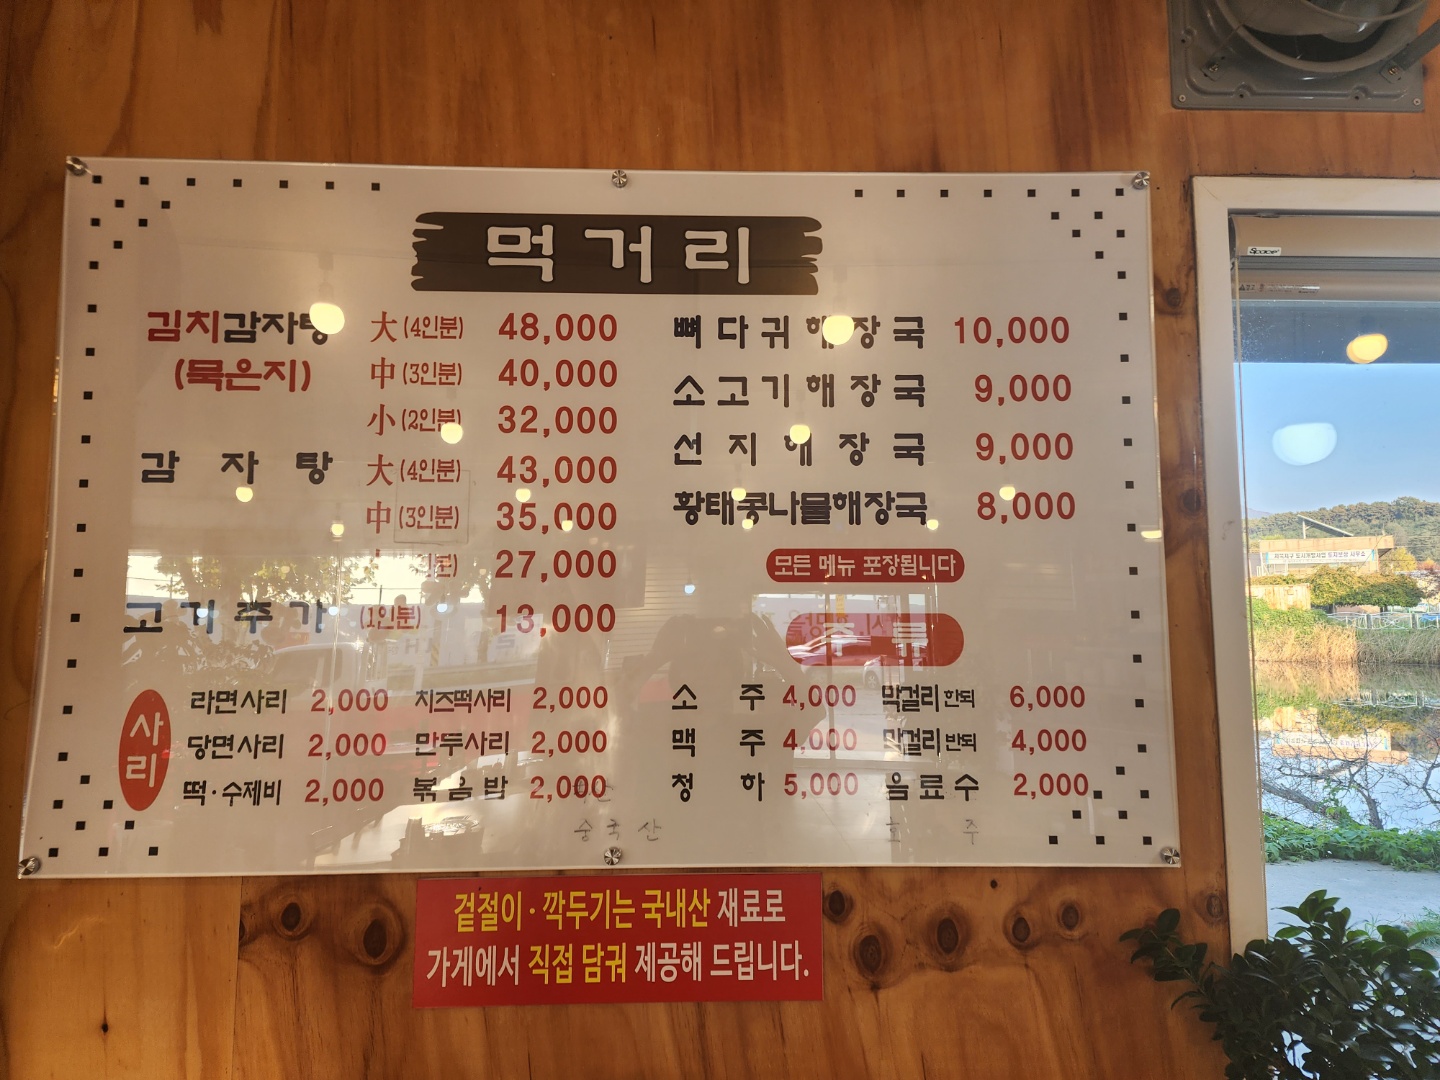 먹거리
김치감자탕 大 (4인분) 48,000
(묵은지) 中 (3인분) 40,000
小 (2인분) 32,000
감자탕 大 (4인분) 43,000
中 (3인분) 35,000
27,000
고기추가 (1인분) 13,000
뼈다귀해장국 10,000
소고기해장국 9,000
선지해장국 9,000
황태콩나물해장국 8,000
모든 메뉴 포장됩니다
사리
라면사리 2,000 치즈떡사리 2,000
당면사리 2,000 만두사리 2,000
떡·수제비 2,000 볶음밥 2,000
주류
소주 4,000 막걸리 한되 6,000
맥주 4,000 막걸리 반되 4,000
청하 5,000 음료수 2,000
중국산
호주
겉절이·깍두기는 국내산 재료로
가게에서 직접 담궈 제공해 드립니다.
Space